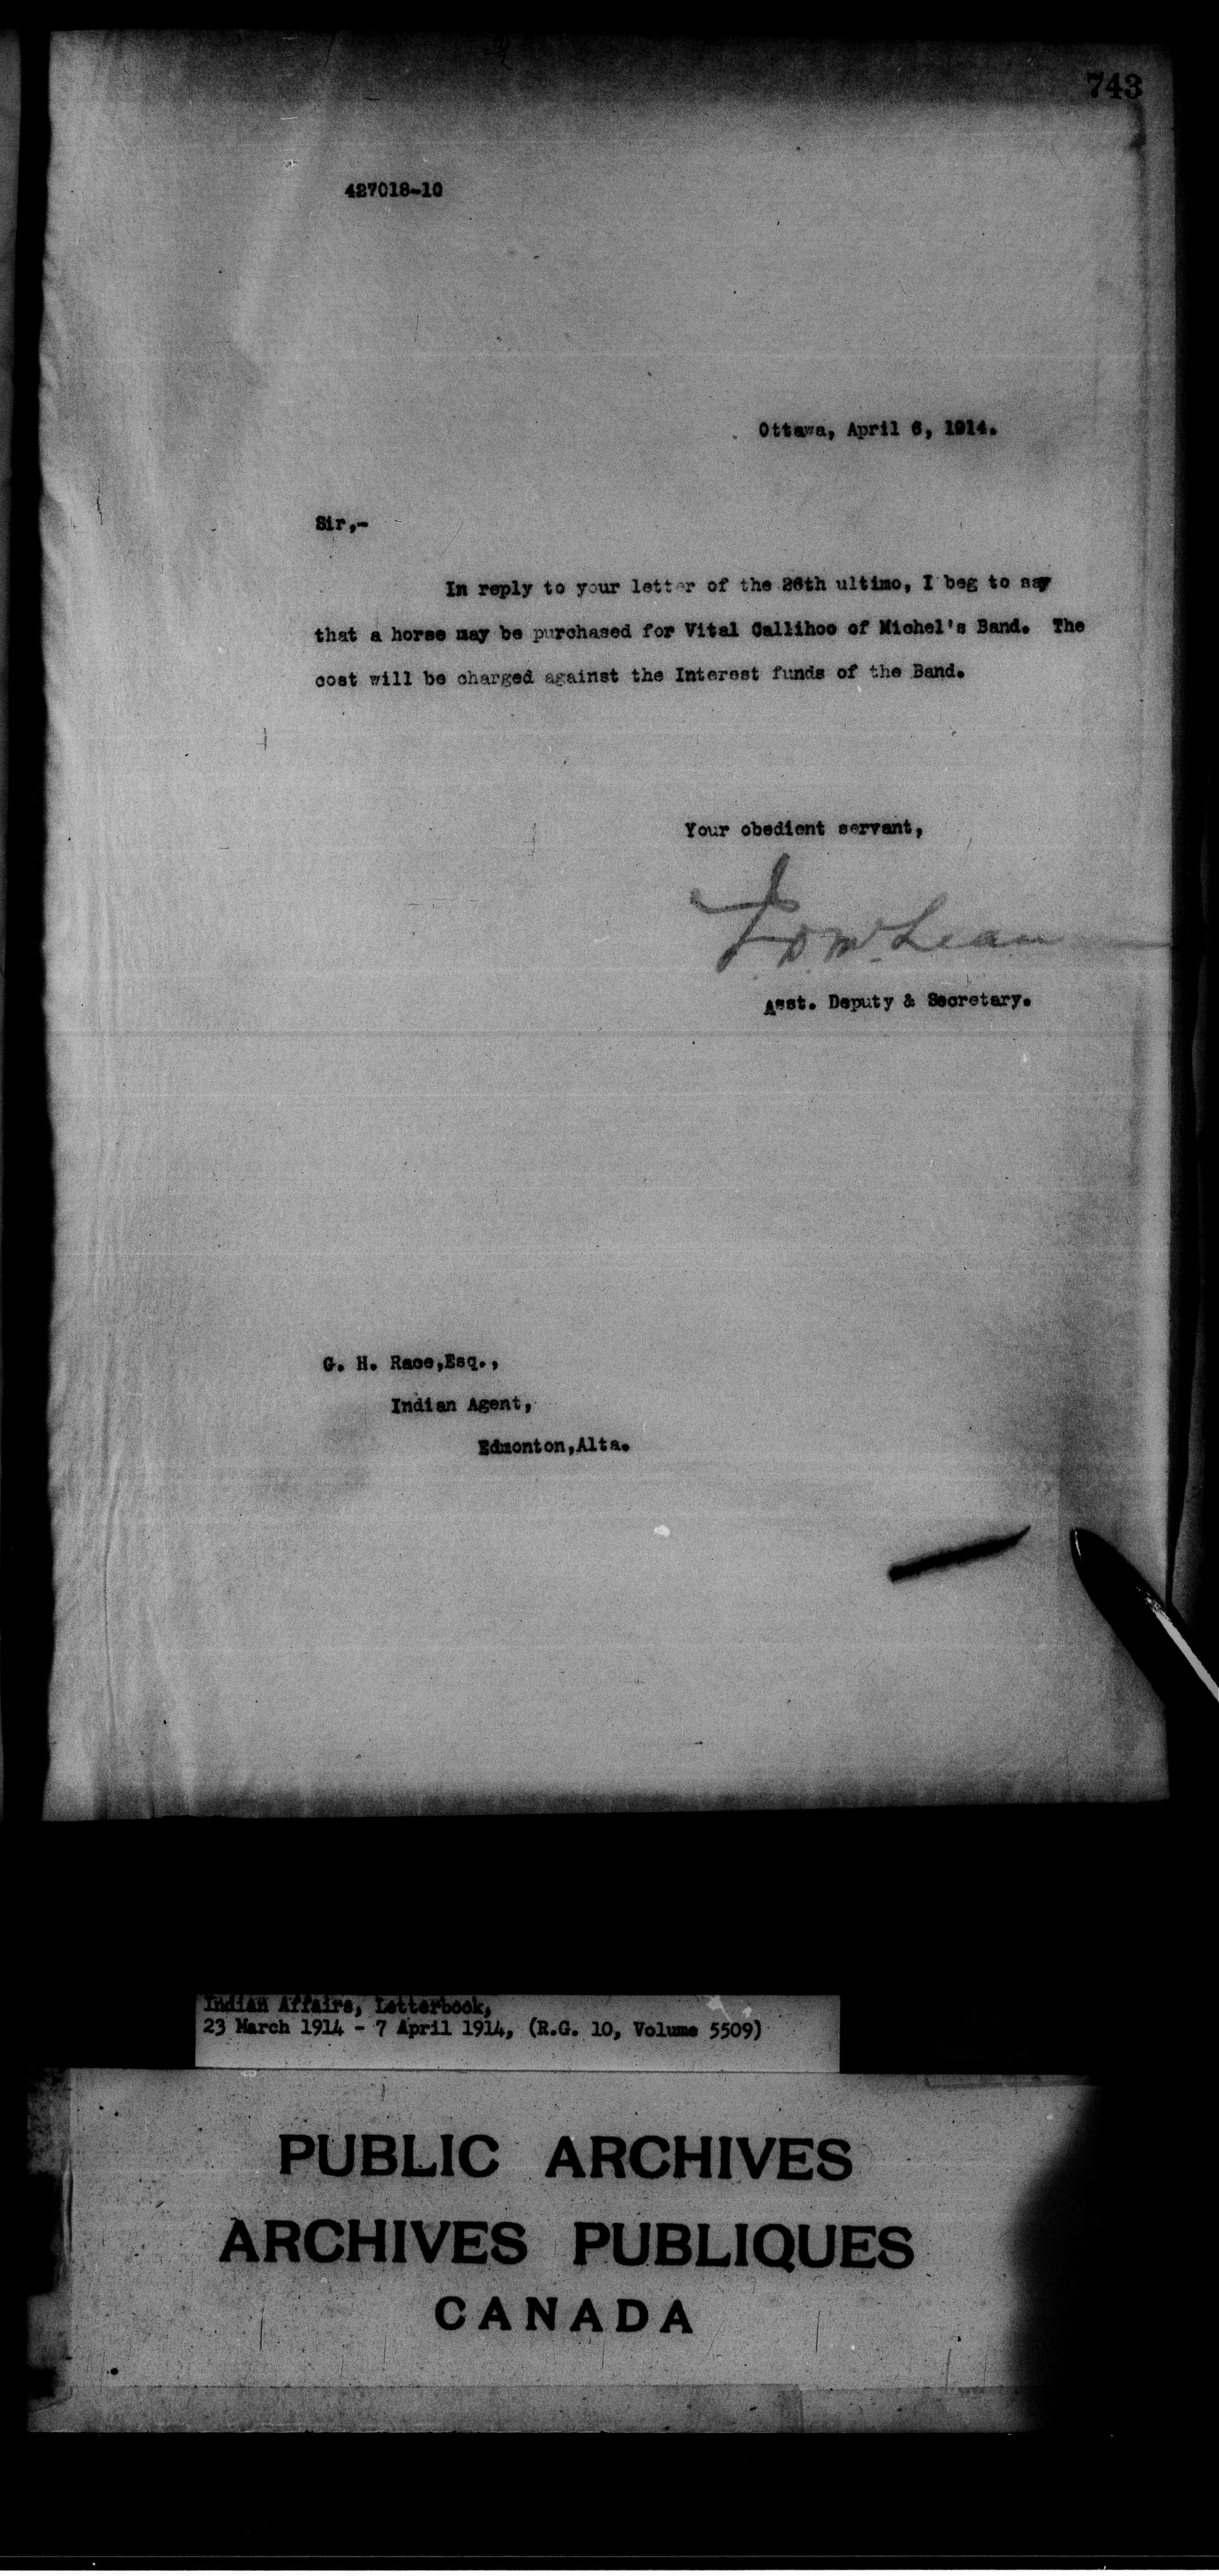 743
427018-10
Ottawa, April 6, 1914.
Sir,-
In reply to your letter of the 26th ultimo, I beg to say
that a horse may be purchased for Vital Callihoo of Michel's Band. The
cost will be charged against the Interest funds of the Band.
Your obedient servant,
J. D. McLean
Asst. Deputy & Secretary.
G. H. Race,Esq.,
Indian Agent,
Edmonton,Alta.
Indian Affairs, Letterbook,
23 March 1914 - 7 April 1914, (R.G. 10, Volume 5509)
PUBLIC ARCHIVES
ARCHIVES PUBLIQUES
CANADA